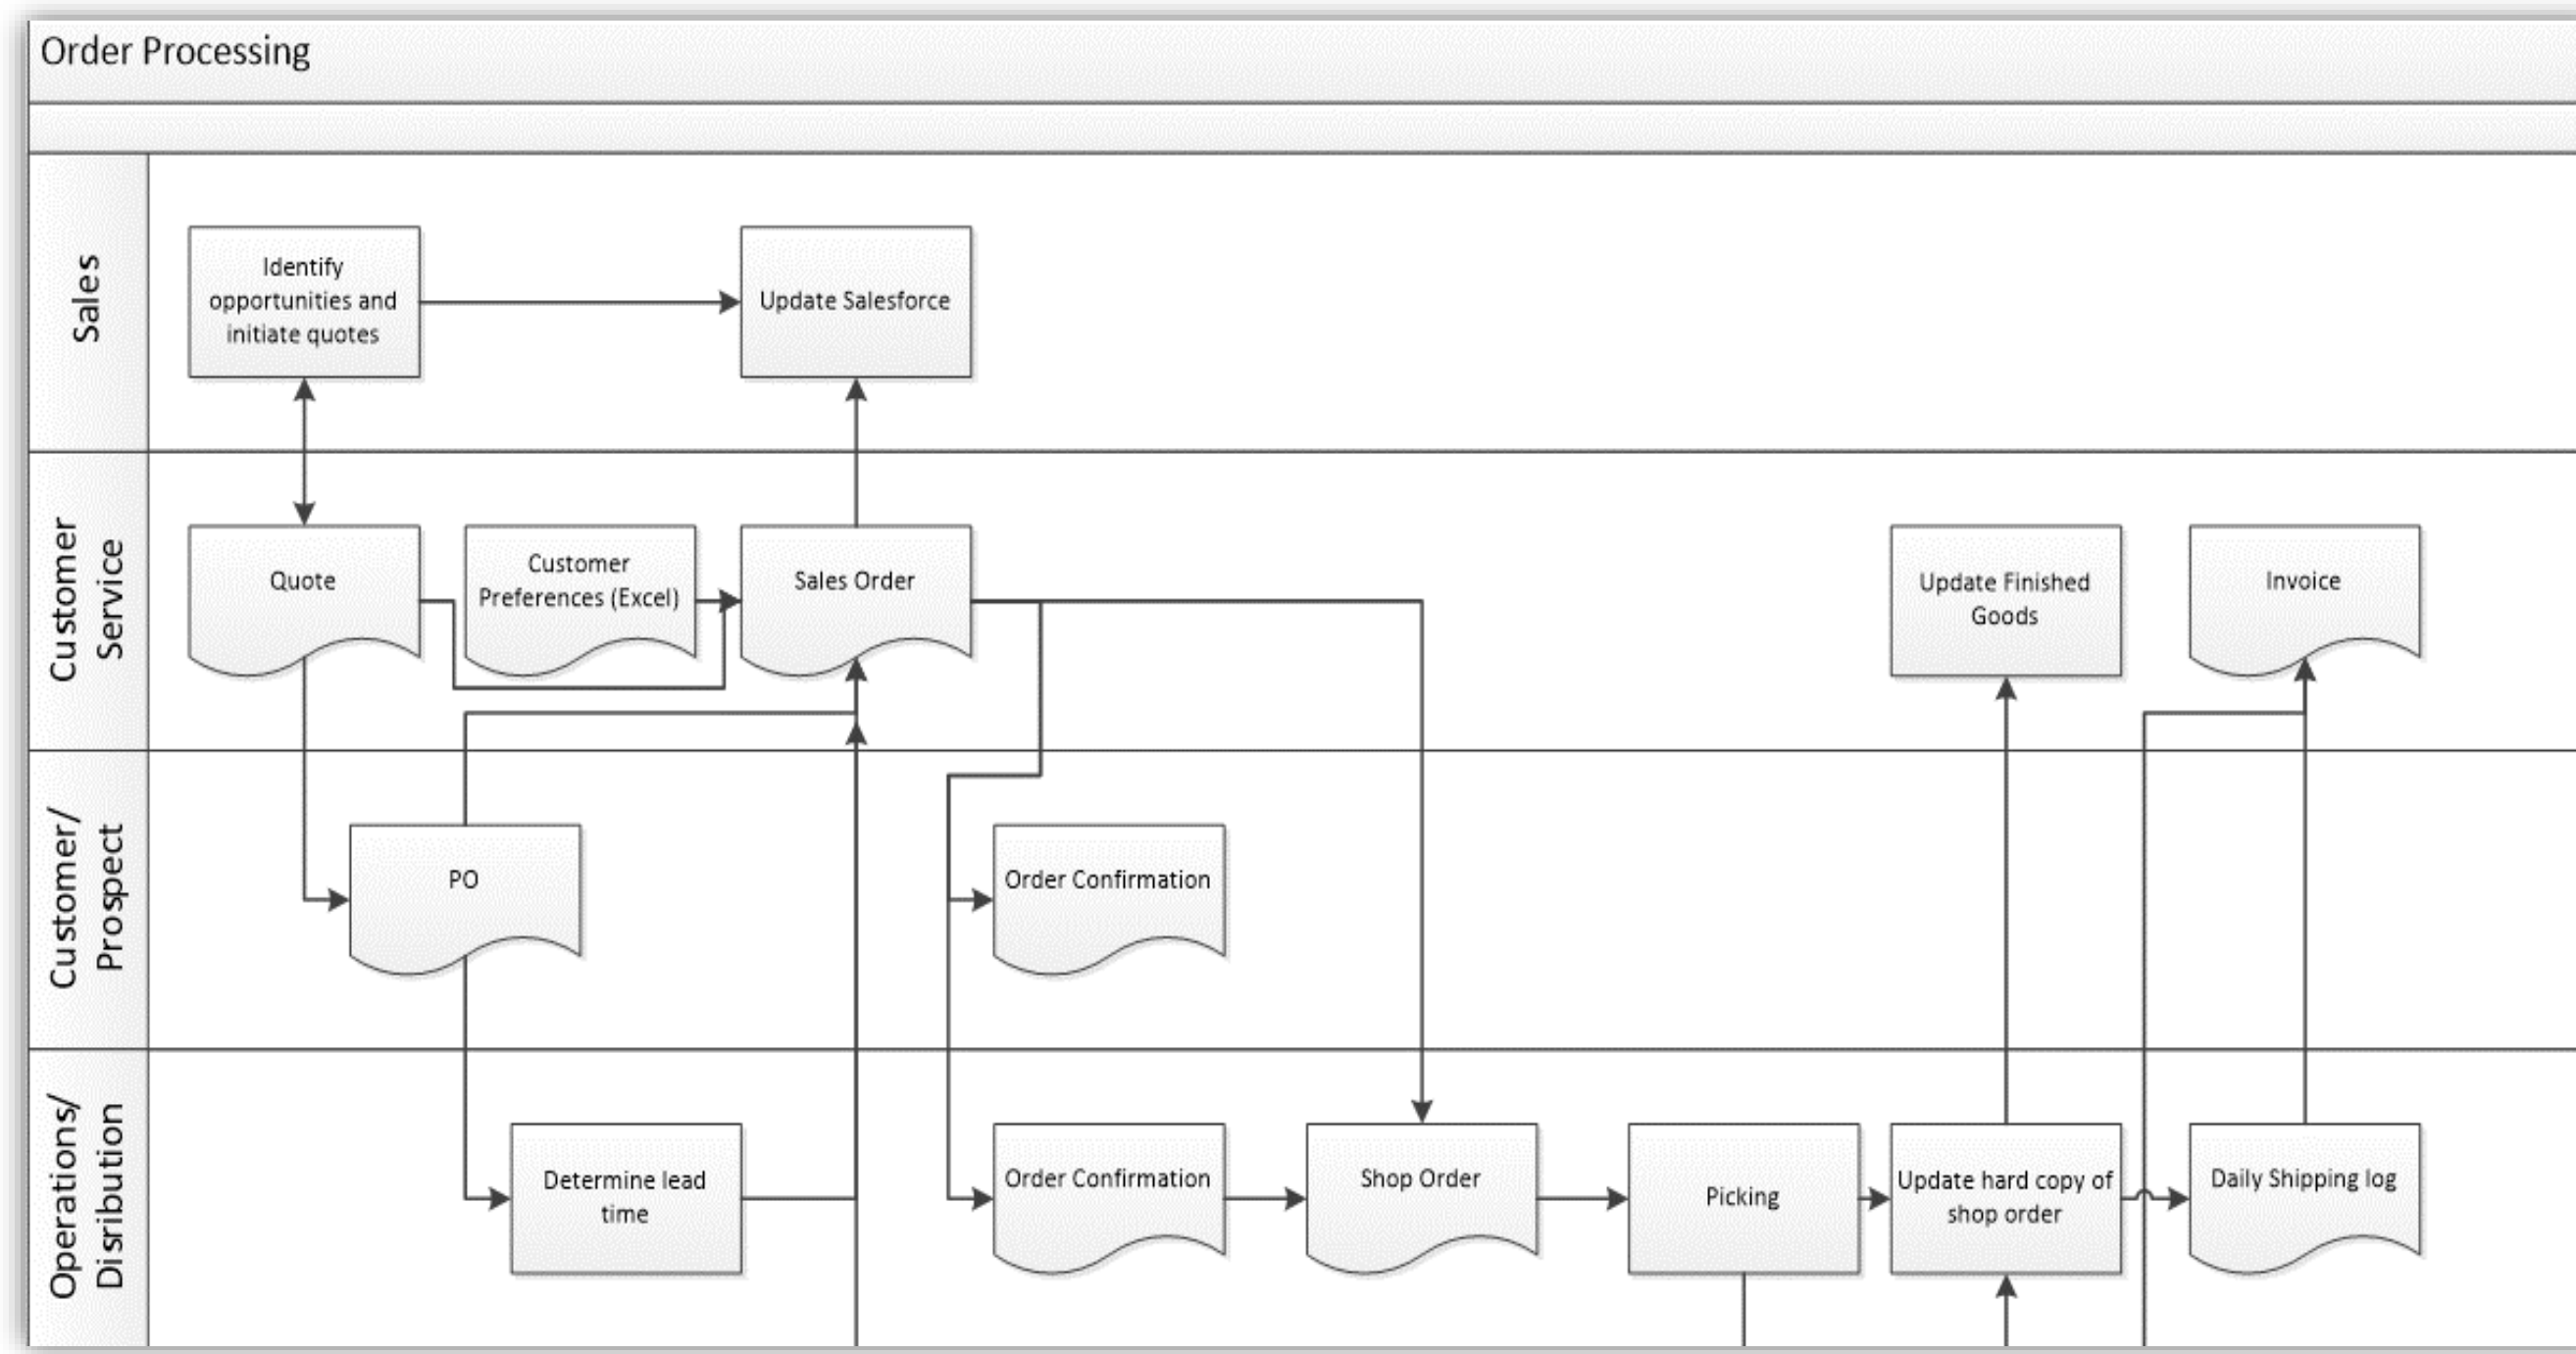 Order Processing
Sales
Identify
opportunities and
initiate quotes
Update Salesforce
Customer
Service
Quote
Customer
Preferences (Excel)
Sales Order
Update Finished
Goods
Invoice
Customer/
Prospect
PO
Order Confirmation
Operations/
Disribution
Determine lead
time
Order Confirmation
Shop Order
Picking
Update hard copy of
shop order
Daily Shipping log